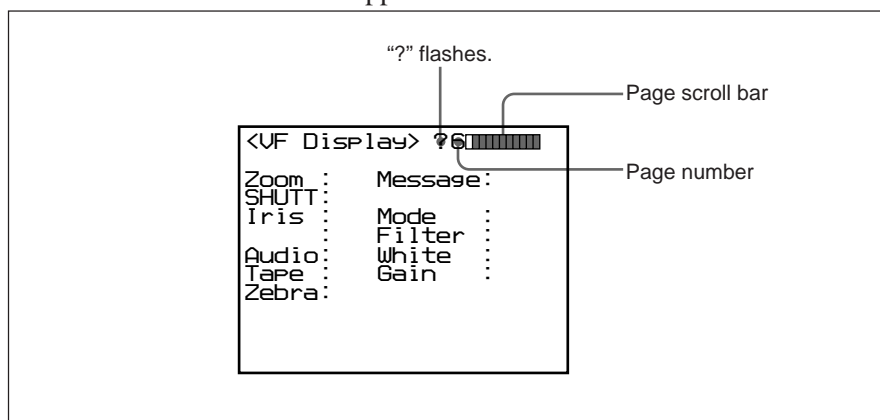 "?" flashes.
Page scroll bar
<VF Display> ?6
Page number
Zoom : Message:
SHUTT:
Iris : Mode :
: Filter :
Audio: White :
Tape : Gain :
Zebra: